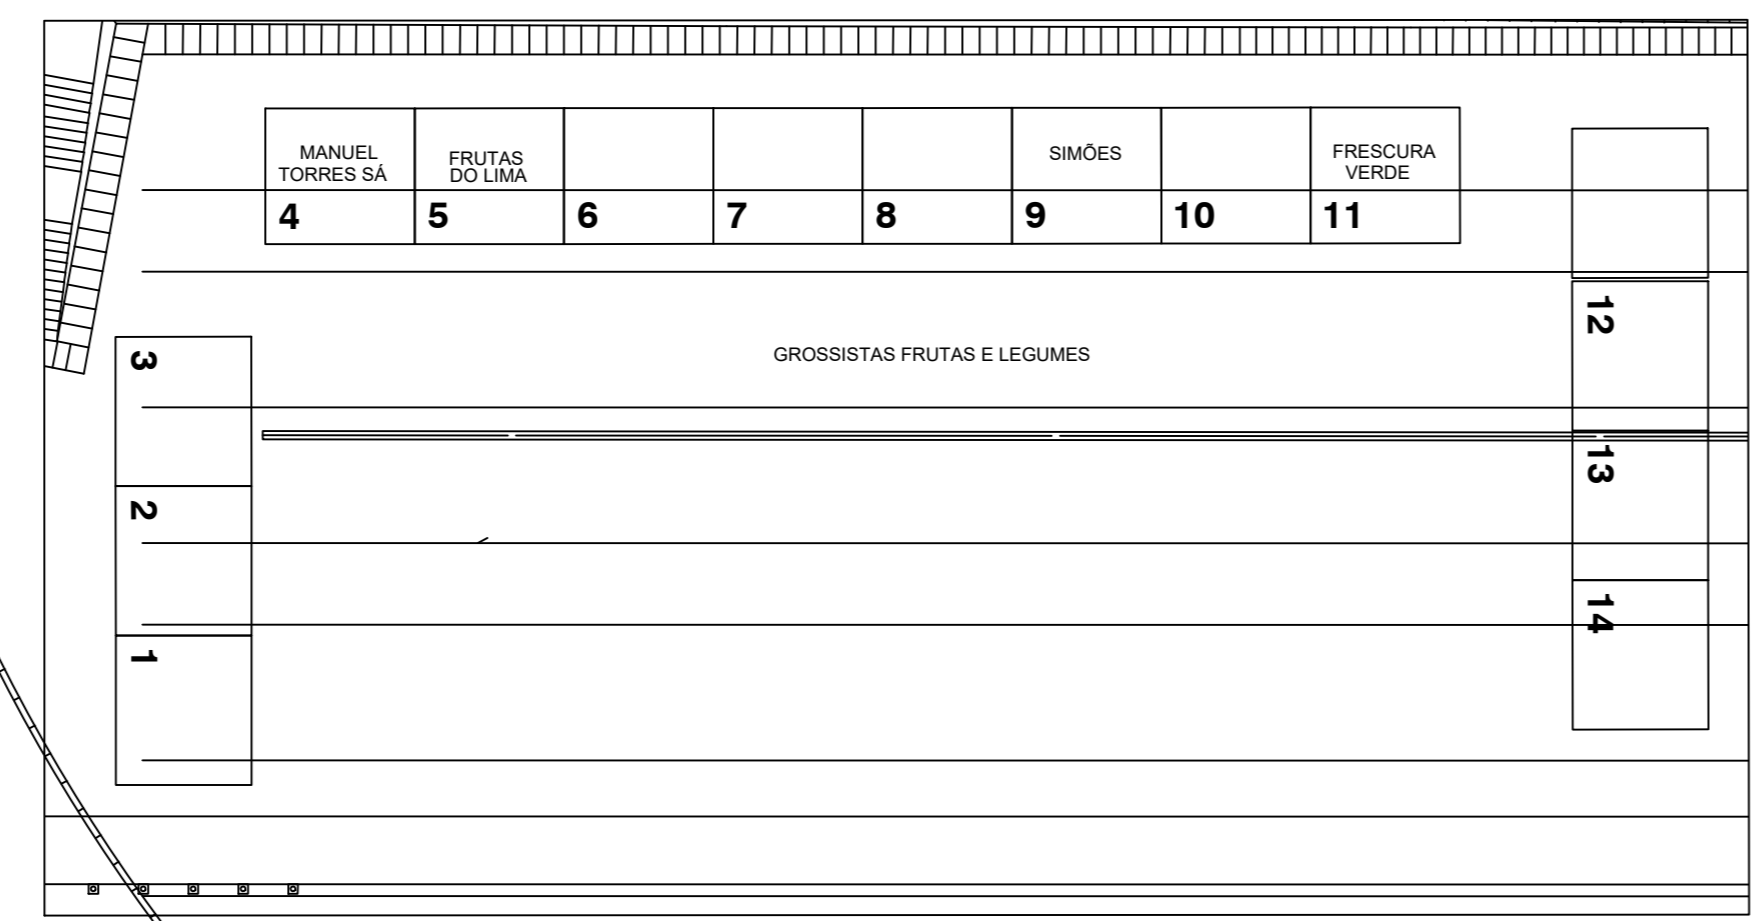 MANUEL
TORRES SÁ
FRUTAS
DO LIMA
SIMÕES
FRESCURA
VERDE
4
5
6
7
8
9
10
11
12
3
GROSSISTAS FRUTAS E LEGUMES
13
2
14
1